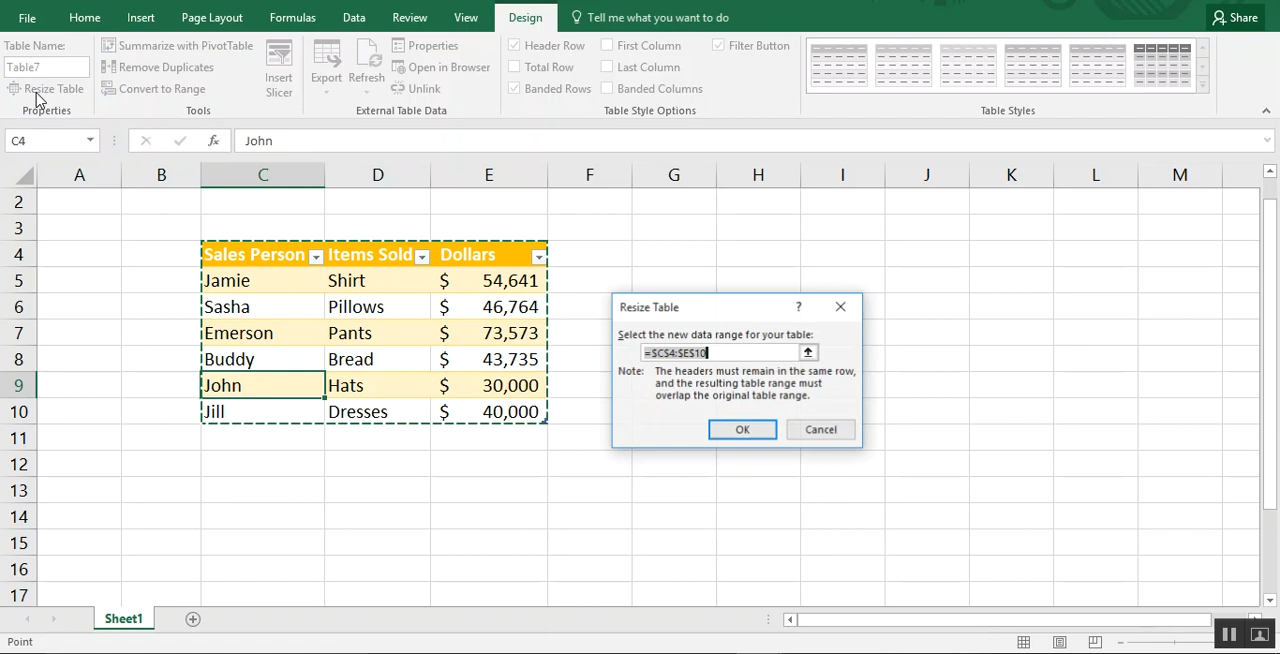 File Home Insert Page Layout Formulas Data Review View Design Tell me what you want to do Share
Table Name: Summarize with PivotTable Properties Header Row First Column Filter Button
Table7 Remove Duplicates Insert Slicer Export Refresh Open in Browser Total Row Last Column
Resize Table Convert to Range Unlink Banded Rows Banded Columns
Properties Tools External Table Data Table Style Options Table Styles
C4 fx John
A B C D E F G H I J K L M
2
3
4 Sales Person Items Sold Dollars
5 Jamie Shirt $ 54,641
6 Sasha Pillows $ 46,764
7 Emerson Pants $ 73,573
8 Buddy Bread $ 43,735
9 John Hats $ 30,000
10 Jill Dresses $ 40,000
11
12
13
14
15
16
17
Resize Table ?
Select the new data range for your table:
=$C$4:$E$10
Note: The headers must remain in the same row,
and the resulting table range must
overlap the original table range.
OK Cancel
Sheet1
Point